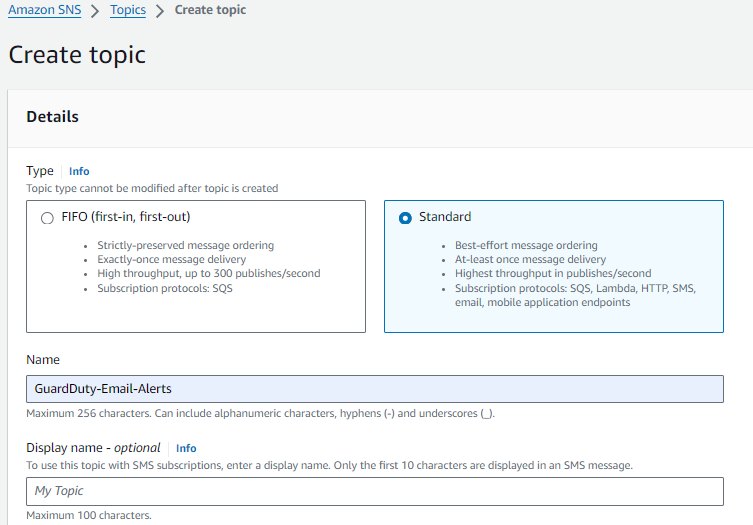 Amazon SNS > Topics > Create topic
Create topic
Details
Type Info
Topic type cannot be modified after topic is created
FIFO (first-in, first-out)
Strictly-preserved message ordering
Exactly-once message delivery
High throughput, up to 300 publishes/second
Subscription protocols: SQS
Standard
Best-effort message ordering
At-least once message delivery
Highest throughput in publishes/second
Subscription protocols: SQS, Lambda, HTTP, SMS,
email, mobile application endpoints
Name
GuardDuty-Email-Alerts
Maximum 256 characters. Can include alphanumeric characters, hyphens (-) and underscores (_).
Display name - optional Info
To use this topic with SMS subscriptions, enter a display name. Only the first 10 characters are displayed in an SMS message.
My Topic
Maximum 100 characters.